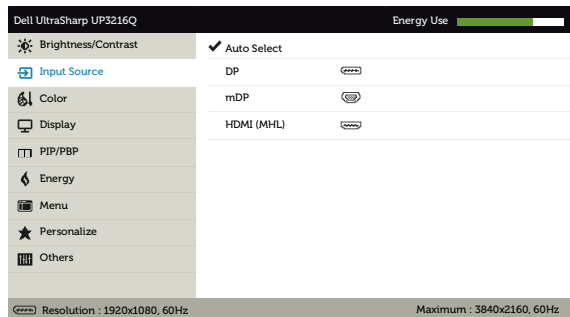 Dell UltraSharp UP3216Q
Energy Use
Brightness/Contrast
Auto Select
Input Source
DP
Color
mDP
Display
HDMI (MHL)
PIP/PBP
Energy
Menu
Personalize
Others
Resolution : 1920x1080, 60Hz
Maximum : 3840x2160, 60Hz